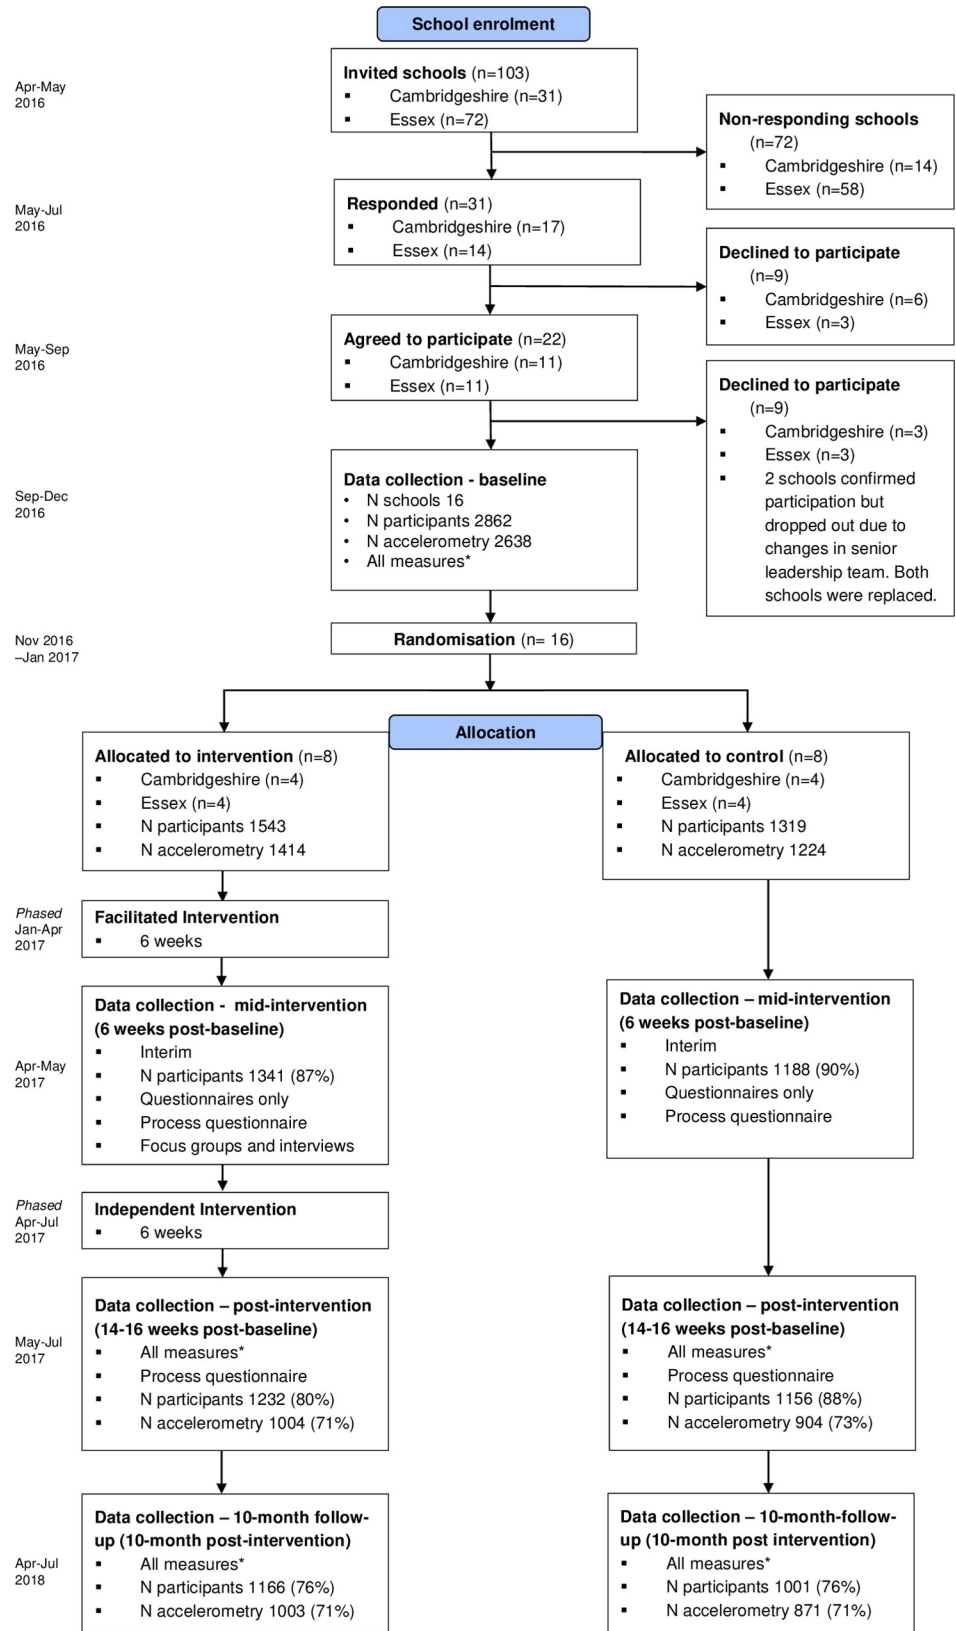 School enrolment
Apr-May
2016
Invited schools (n=103)
▪ Cambridgeshire (n=31)
▪ Essex (n=72)
Non-responding schools
(n=72)
▪ Cambridgeshire (n=14)
▪ Essex (n=58)
May-Jul
2016
Responded (n=31)
▪ Cambridgeshire (n=17)
▪ Essex (n=14)
Declined to participate
(n=9)
▪ Cambridgeshire (n=6)
▪ Essex (n=3)
May-Sep
2016
Agreed to participate (n=22)
▪ Cambridgeshire (n=11)
▪ Essex (n=11)
Declined to participate
(n=9)
▪ Cambridgeshire (n=3)
▪ Essex (n=3)
▪ 2 schools confirmed
participation but
dropped out due to
changes in senior
leadership team. Both
schools were replaced.
Sep-Dec
2016
Data collection - baseline
• N schools 16
• N participants 2862
• N accelerometry 2638
• All measures*
Nov 2016
–Jan 2017
Randomisation (n= 16)
Allocation
Allocated to intervention (n=8)
▪ Cambridgeshire (n=4)
▪ Essex (n=4)
▪ N participants 1543
▪ N accelerometry 1414
Allocated to control (n=8)
▪ Cambridgeshire (n=4)
▪ Essex (n=4)
▪ N participants 1319
▪ N accelerometry 1224
Phased
Jan-Apr
2017
Facilitated Intervention
▪ 6 weeks
Apr-May
2017
Data collection - mid-intervention
(6 weeks post-baseline)
▪ Interim
▪ N participants 1341 (87%)
▪ Questionnaires only
▪ Process questionnaire
▪ Focus groups and interviews
Data collection – mid-intervention
(6 weeks post-baseline)
▪ Interim
▪ N participants 1188 (90%)
▪ Questionnaires only
▪ Process questionnaire
Phased
Apr-Jul
2017
Independent Intervention
▪ 6 weeks
May-Jul
2017
Data collection – post-intervention
(14-16 weeks post-baseline)
▪ All measures*
▪ Process questionnaire
▪ N participants 1232 (80%)
▪ N accelerometry 1004 (71%)
Data collection – post-intervention
(14-16 weeks post-baseline)
▪ All measures*
▪ Process questionnaire
▪ N participants 1156 (88%)
▪ N accelerometry 904 (73%)
Apr-Jul
2018
Data collection – 10-month follow-
up (10-month post-intervention)
▪ All measures*
▪ N participants 1166 (76%)
▪ N accelerometry 1003 (71%)
Data collection – 10-month-follow-
up (10-month post intervention)
▪ All measures*
▪ N participants 1001 (76%)
▪ N accelerometry 871 (71%)